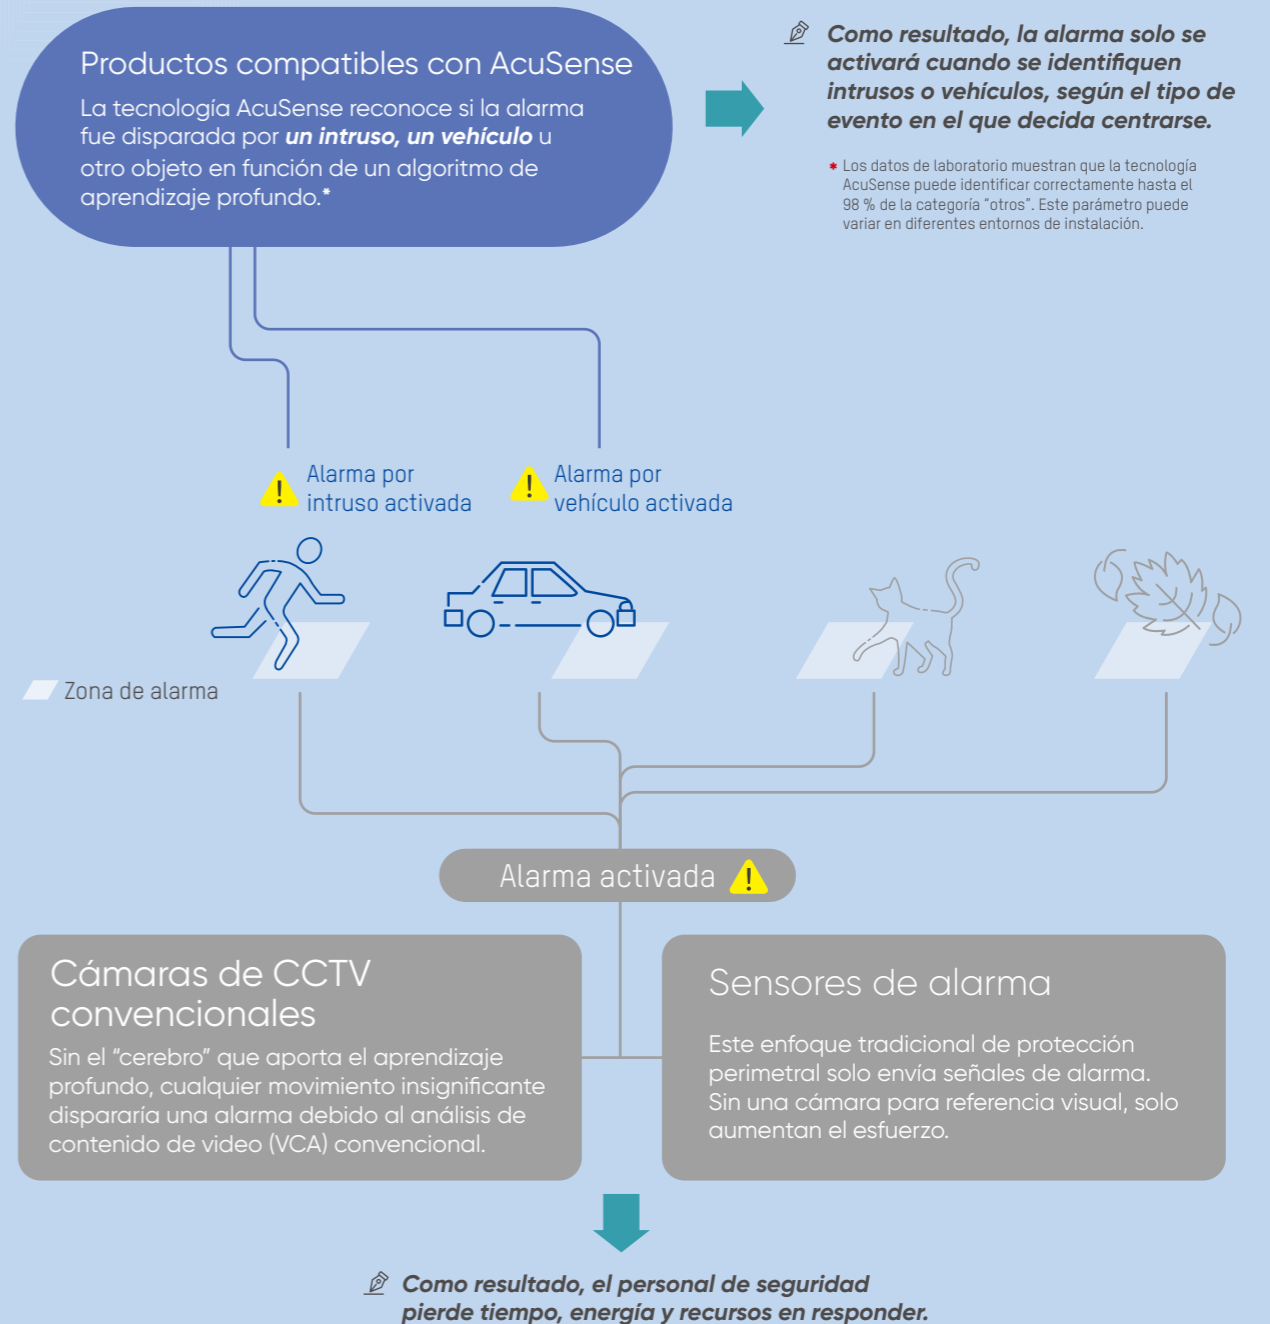 Productos compatibles con AcuSense
La tecnología AcuSense reconoce si la alarma
fue disparada por un intruso, un vehículo u
otro objeto en función de un algoritmo de
aprendizaje profundo.*
Como resultado, la alarma solo se
activará cuando se identifiquen
intrusos o vehículos, según el tipo de
evento en el que decida centrarse.
* Los datos de laboratorio muestran que la tecnología
AcuSense puede identificar correctamente hasta el
98 % de la categoría “otros”. Este parámetro puede
variar en diferentes entornos de instalación.
Alarma por
intruso activada
Alarma por
vehículo activada
Zona de alarma
Alarma activada
Cámaras de CCTV
convencionales
Sin el “cerebro” que aporta el aprendizaje
profundo, cualquier movimiento insignificante
dispararía una alarma debido al análisis de
contenido de video (VCA) convencional.
Sensores de alarma
Este enfoque tradicional de protección
perimetral solo envía señales de alarma.
Sin una cámara para referencia visual, solo
aumentan el esfuerzo.
Como resultado, el personal de seguridad
pierde tiempo, energía y recursos en responder.